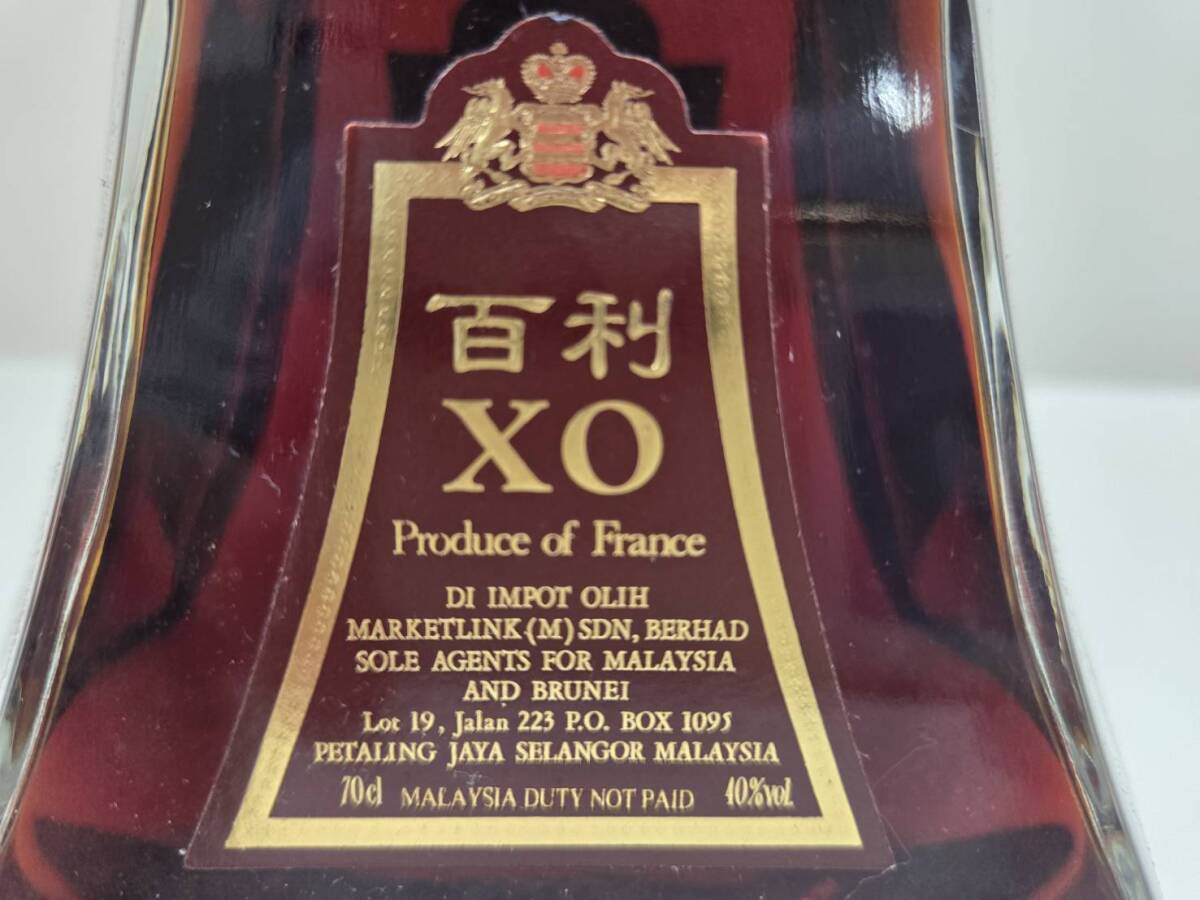 百利
XO
Produce of France
DI IMPOT OLIH
MARKETLINK (M) SDN, BERHAD
SOLE AGENTS FOR MALAYSIA
AND BRUNEI
Lot 19, Jalan 223 P.O. BOX 1095
PETALING JAYA SELANGOR MALAYSIA
70cl MALAYSIA DUTY NOT PAID 40%vol